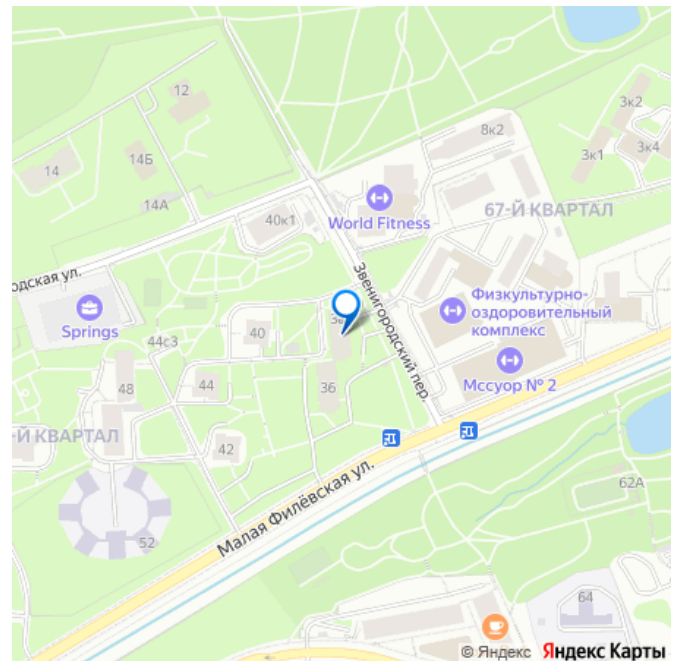 12
3к2
14
14Б
8к2
3к4
3к1
14А
40к1
World Fitness
67-Й КВАРТАЛ
одская ул.
Звенигородский пер.
Springs
Физкультурно-
оздоровительный
комплекс
44с3
40
Мссуор № 2
48
44
36
-Й КВАРТАЛ
42
Малая Филёвская ул.
62А
52
64
© Яндекс Яндекс Карты